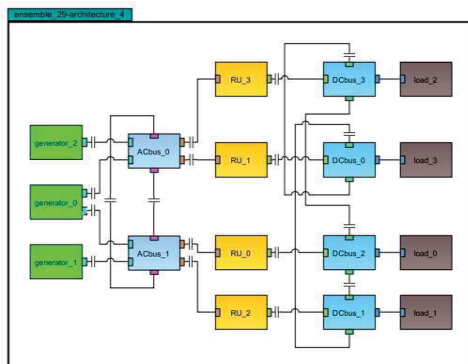 ensemble_29-architecture_4
RU_3
DCbus_3
load_2
generator_2
ACbus_0
RU_1
DCbus_0
load_3
generator_0
generator_1
ACbus_1
RU_0
DCbus_2
load_0
RU_2
DCbus_1
load_1